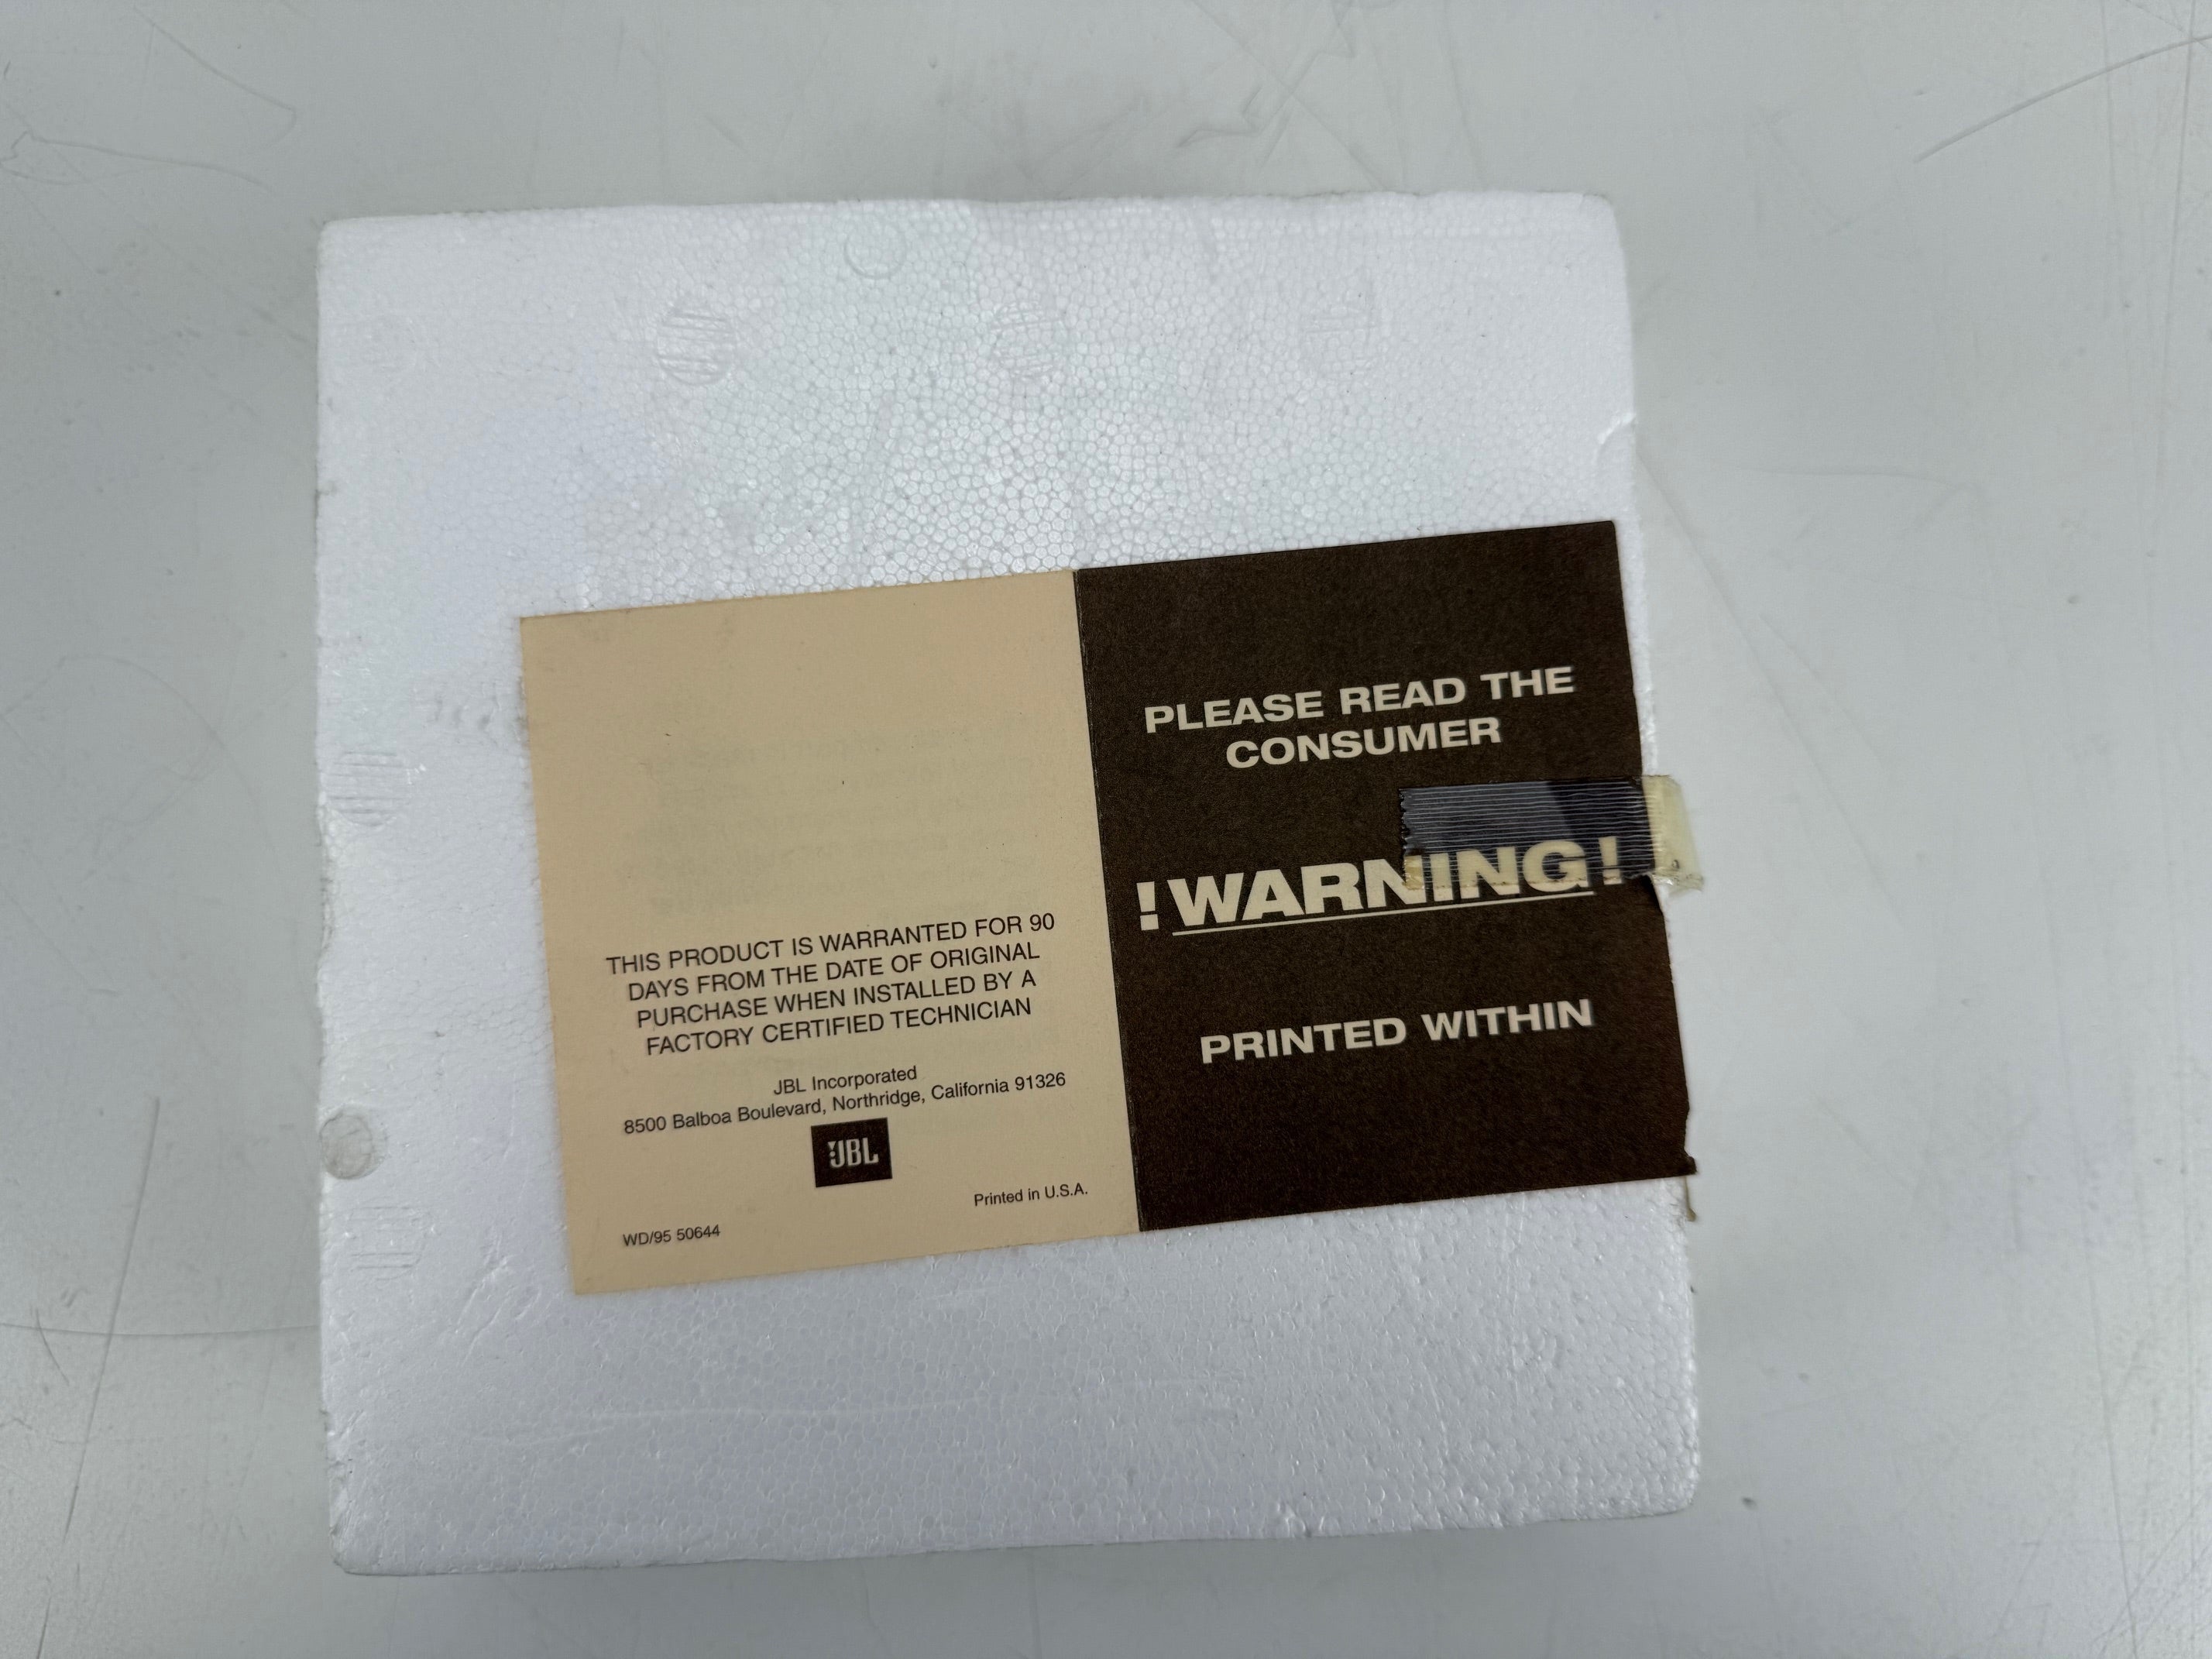 THIS PRODUCT IS WARRANTED FOR 90
DAYS FROM THE DATE OF ORIGINAL
PURCHASE WHEN INSTALLED BY A
FACTORY CERTIFIED TECHNICIAN
JBL Incorporated
8500 Balboa Boulevard, Northridge, California 91326
JBL
Printed in U.S.A.
WD/95 50644
PLEASE READ THE
CONSUMER
!WARNING!
PRINTED WITHIN